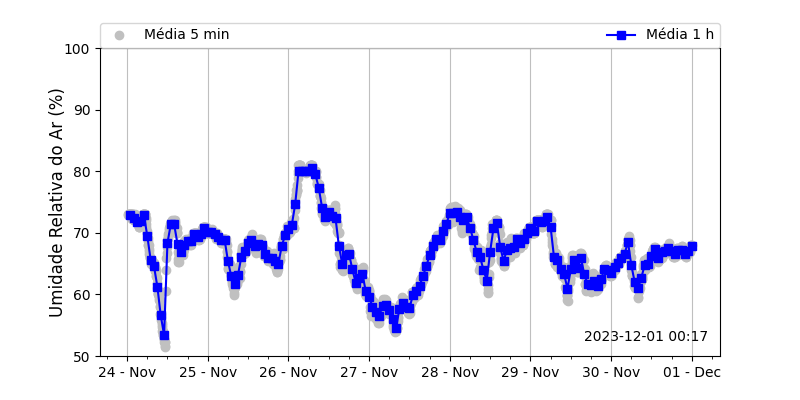 Média 5 min
Média 1 h
Umidade Relativa do Ar (%)
100
90
80
70
60
50
2023-12-01 00:17
24 - Nov
25 - Nov
26 - Nov
27 - Nov
28 - Nov
29 - Nov
30 - Nov
01 - Dec